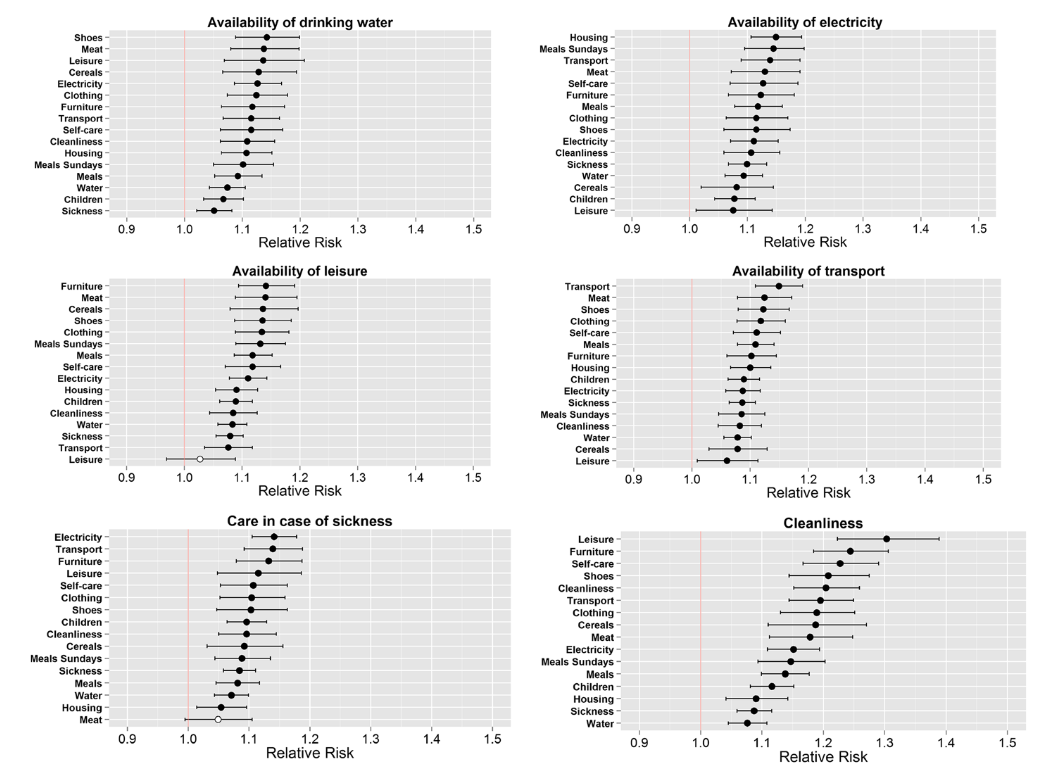 Availability of drinking water
Shoes
Meat
Leisure
Cereals
Electricity
Clothing
Furniture
Transport
Self-care
Cleanliness
Housing
Meals Sundays
Meals
Water
Children
Sickness
0.9 1.0 1.1 1.2 1.3 1.4 1.5
Relative Risk
Availability of electricity
Housing
Meals Sundays
Transport
Meat
Self-care
Furniture
Meals
Clothing
Shoes
Electricity
Cleanliness
Sickness
Water
Cereals
Children
Leisure
0.9 1.0 1.1 1.2 1.3 1.4 1.5
Relative Risk
Availability of leisure
Furniture
Meat
Cereals
Shoes
Clothing
Meals Sundays
Meals
Self-care
Electricity
Housing
Children
Cleanliness
Water
Sickness
Transport
Leisure
0.9 1.0 1.1 1.2 1.3 1.4 1.5
Relative Risk
Availability of transport
Transport
Meat
Shoes
Clothing
Self-care
Meals
Furniture
Housing
Children
Electricity
Sickness
Meals Sundays
Cleanliness
Water
Cereals
Leisure
0.9 1.0 1.1 1.2 1.3 1.4 1.5
Relative Risk
Care in case of sickness
Electricity
Transport
Furniture
Leisure
Self-care
Clothing
Shoes
Children
Cleanliness
Cereals
Meals Sundays
Sickness
Meals
Water
Housing
Meat
0.9 1.0 1.1 1.2 1.3 1.4 1.5
Relative Risk
Cleanliness
Leisure
Furniture
Self-care
Shoes
Cleanliness
Transport
Clothing
Cereals
Meat
Electricity
Meals Sundays
Meals
Children
Housing
Sickness
Water
0.9 1.0 1.1 1.2 1.3 1.4 1.5
Relative Risk